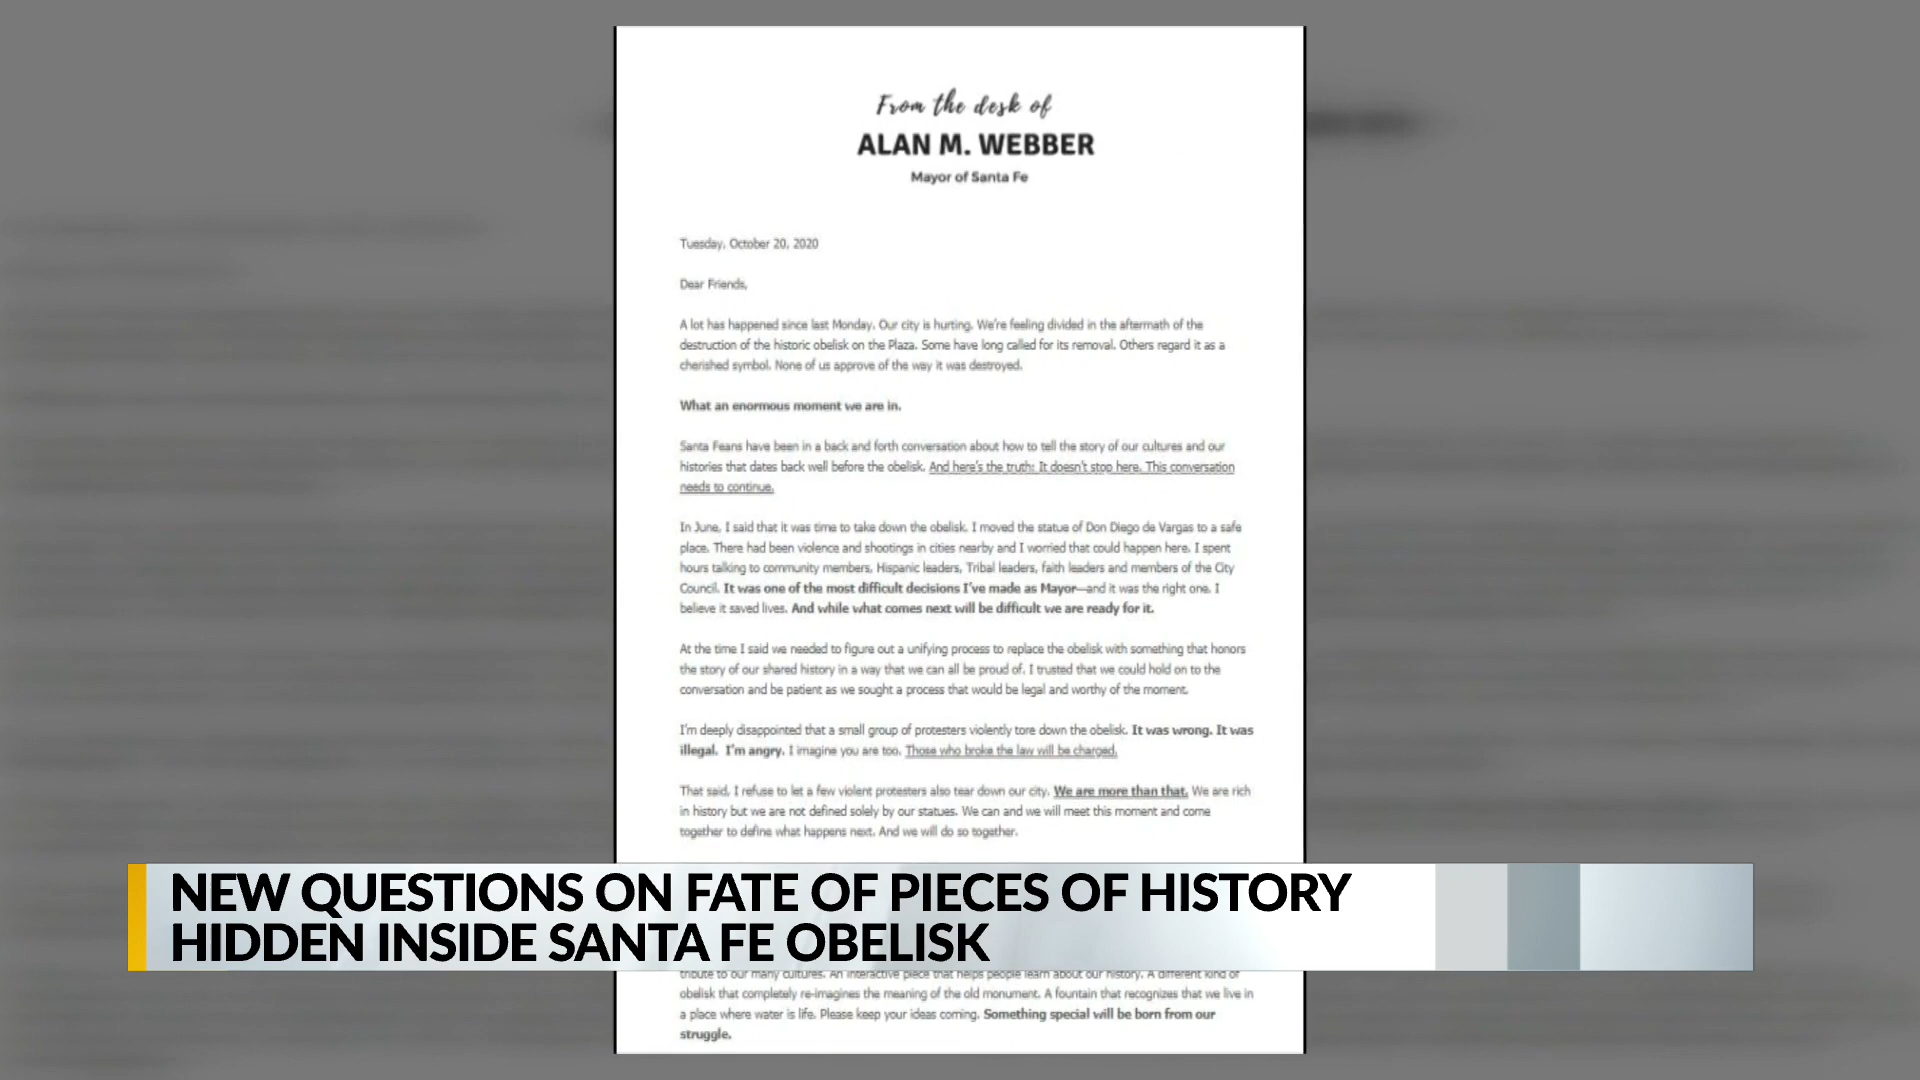 From the desk of
ALAN M. WEBBER
Mayor of Santa Fe
Tuesday, October 20, 2020
Dear Friends,
A lot has happened since last Monday. Our city is hurting. We're feeling divided in the aftermath of the
destruction of the historic obelisk on the Plaza. Some have long called for its removal. Others regard it as a
cherished symbol. None of us approve of the way it was destroyed.
What an enormous moment we are in.
Santa Feans have been in a back and forth conversation about how to tell the story of our cultures and our
histories that dates back well before the obelisk. And here's the truth: It doesn't stop here. This conversation
needs to continue.
In June, I said that it was time to take down the obelisk. I moved the statue of Don Diego de Vargas to a safe
place. There had been violence and shootings in cities nearby and I worried that could happen here. I spent
hours talking to community members, Hispanic leaders, Tribal leaders, faith leaders and members of the City
Council. It was one of the most difficult decisions I've made as Mayor—and it was the right one. I
believe it saved lives. And while what comes next will be difficult we are ready for it.
At the time I said we needed to figure out a unifying process to replace the obelisk with something that honors
the story of our shared history in a way that we can all be proud of. I trusted that we could hold on to the
conversation and be patient as we sought a process that would be legal and worthy of the moment.
I'm deeply disappointed that a small group of protesters violently tore down the obelisk. It was wrong. It was
illegal. I'm angry. I imagine you are too. Those who broke the law will be charged.
That said, I refuse to let a few violent protesters also tear down our city. We are more than that. We are rich
in history but we are not defined solely by our statues. We can and we will meet this moment and come
together to define what happens next. And we will do so together.
NEW QUESTIONS ON FATE OF PIECES OF HISTORY
HIDDEN INSIDE SANTA FE OBELISK
tribute to our many cultures. An interactive piece that helps people learn about our history. A different kind of
obelisk that completely re-imagines the meaning of the old monument. A fountain that recognizes that we live in
a place where water is life. Please keep your ideas coming. Something special will be born from our
struggle.